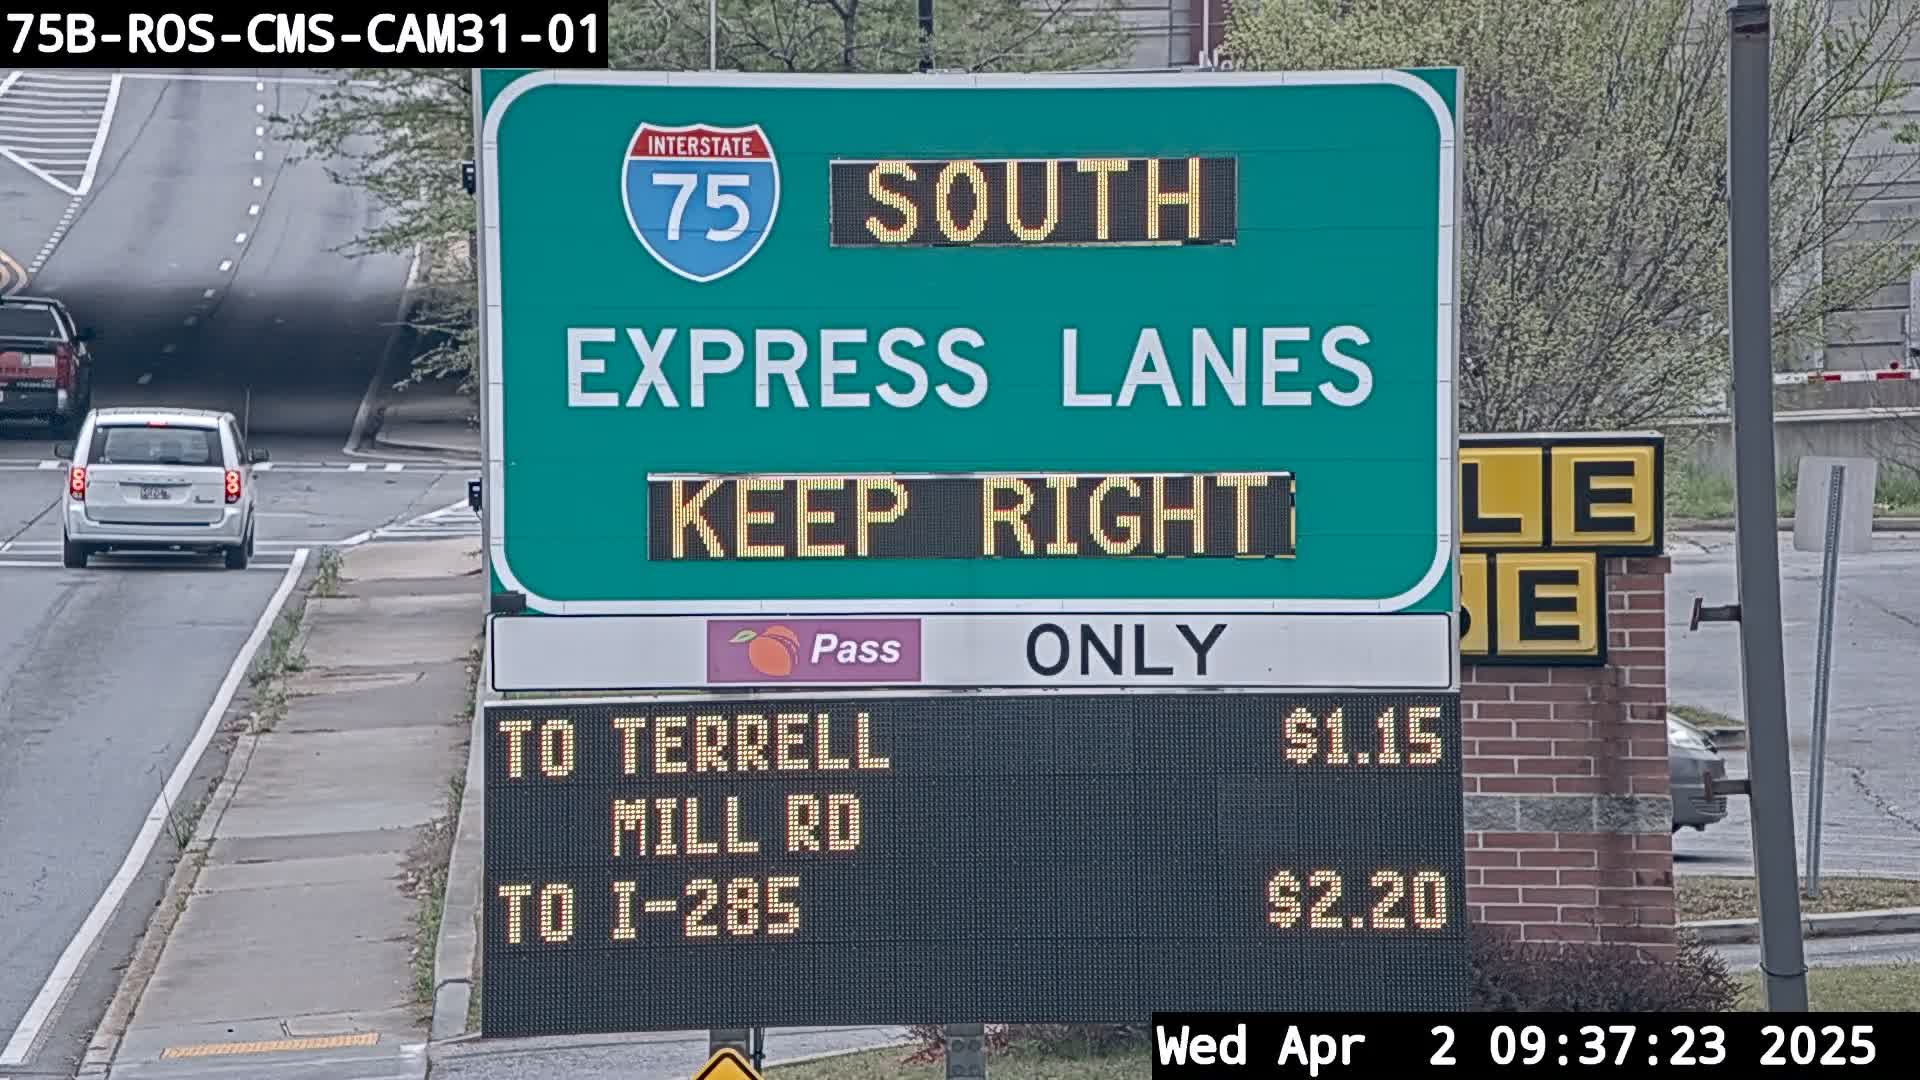 75B-ROS-CMS-CAM31-01
INTERSTATE
75
SOUTH
EXPRESS LANES
KEEP RIGHT
Pass ONLY
TO TERRELL $1.15
MILL RD
TO I-285 $2.20
LE
E
Wed Apr 2 09:37:23 2025